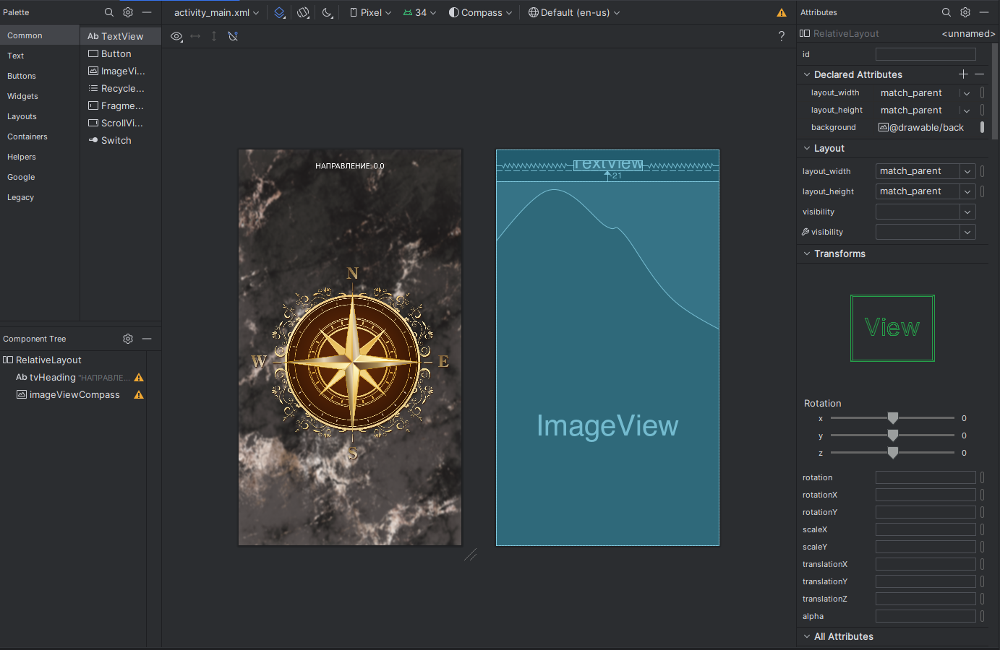 Palette
activity_main.xml
Pixel
34
Compass
Default (en-us)
Attributes
Common
Text
Buttons
Widgets
Layouts
Containers
Helpers
Google
Legacy
Ab TextView
Button
ImageVi...
Recycle...
Fragme...
ScrollVi...
Switch
?
Component Tree
RelativeLayout
Ab tvHeading "НАПРАВЛЕ...
imageViewCompass
НАПРАВЛЕНИЕ: 0.0
N
W
E
S
TextView
-21
ImageView
RelativeLayout <unnamed>
id
Declared Attributes
layout_width match_parent
layout_height match_parent
background @drawable/back
Layout
layout_width match_parent
layout_height match_parent
visibility
visibility
Transforms
View
Rotation
x 0
y 0
z 0
rotation
rotationX
rotationY
scaleX
scaleY
translationX
translationY
translationZ
alpha
All Attributes